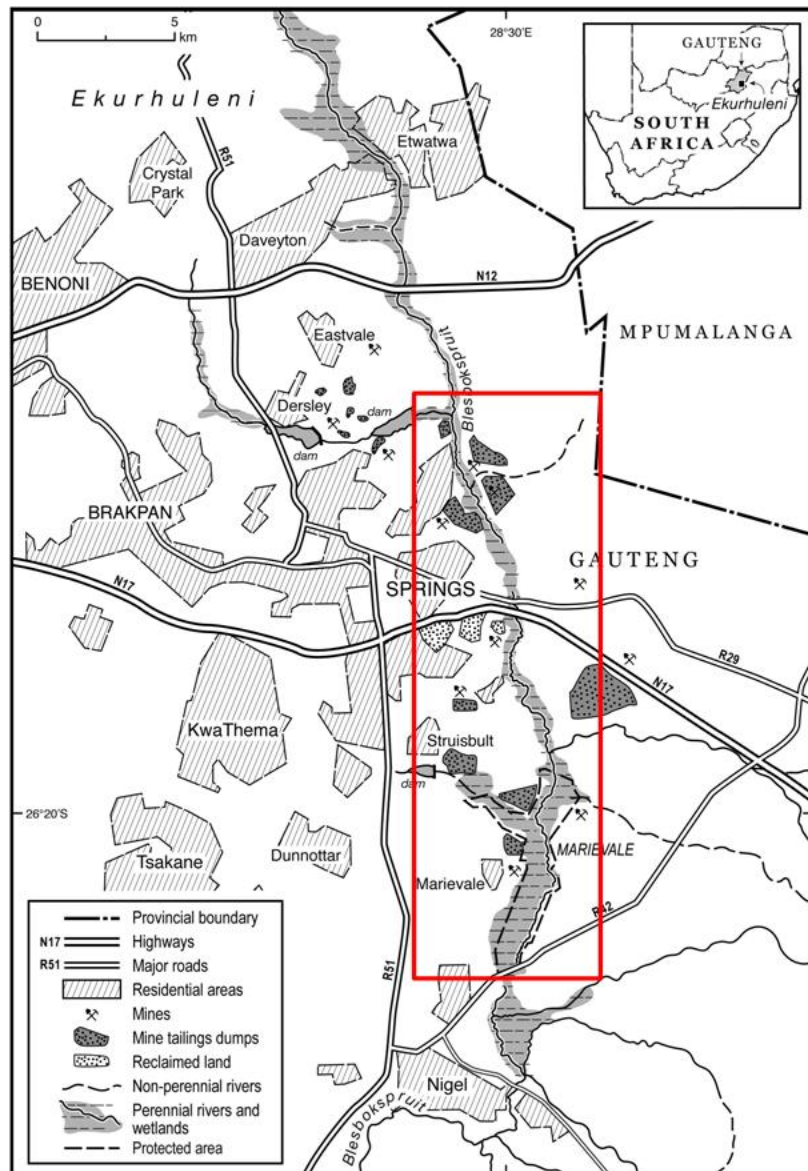 0 5
km
28°30'E
GAUTENG
Ekurhuleni
SOUTH
AFRICA
Ekurhuleni
R51
Etwatwa
Crystal
Park
Daveyton
BENONI
N12
Eastvale
MPUMALANGA
Blesbokspruit
Dersley
dam
dam
BRAKPAN
GAUTENG
SPRINGS
N17
R29
N17
KwaThema
Struisbult
dam
26°20'S
Tsakane
Dunnottar
MARIEVALE
Marievale
R42
R51
Nigel
Blesbokspruit
Provincial boundary
N17 Highways
R51 Major roads
Residential areas
Mines
Mine tailings dumps
Reclaimed land
Non-perennial rivers
Perennial rivers and
wetlands
Protected area